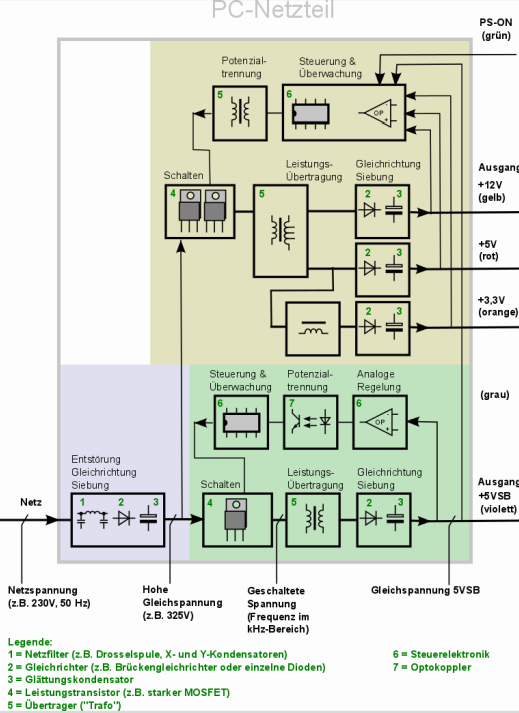 PC-Netzteil
PS-ON
(grün)
Potenzial-
trennung
Steuerung &
Überwachung
5
6
OP
Schalten
Leistungs-
Übertragung
Gleichrichtung
Siebung
Ausgang
+12V
(gelb)
4
5
2
3
+5V
(rot)
2
3
+3,3V
(orange)
2
3
Steuerung &
Überwachung
Potenzial-
trennung
Analoge
Regelung
(grau)
6
7
6
OP
Entstörung
Gleichrichtung
Siebung
Schalten
Leistungs-
Übertragung
Gleichrichtung
Siebung
Ausgang
+5VSB
(violett)
Netz
1
2
3
4
5
2
3
Netzspannung
(z.B. 230V, 50 Hz)
Hohe
Gleichspannung
(z.B. 325V)
Geschaltete
Spannung
(Frequenz im
kHz-Bereich)
Gleichspannung 5VSB
Legende:
1 = Netzfilter (z.B. Drosselspule, X- und Y-Kondensatoren)
2 = Gleichrichter (z.B. Brückengleichrichter oder einzelne Dioden)
3 = Glättungskondensator
4 = Leistungstransistor (z.B. starker MOSFET)
5 = Übertrager ("Trafo")
6 = Steuerelektronik
7 = Optokoppler